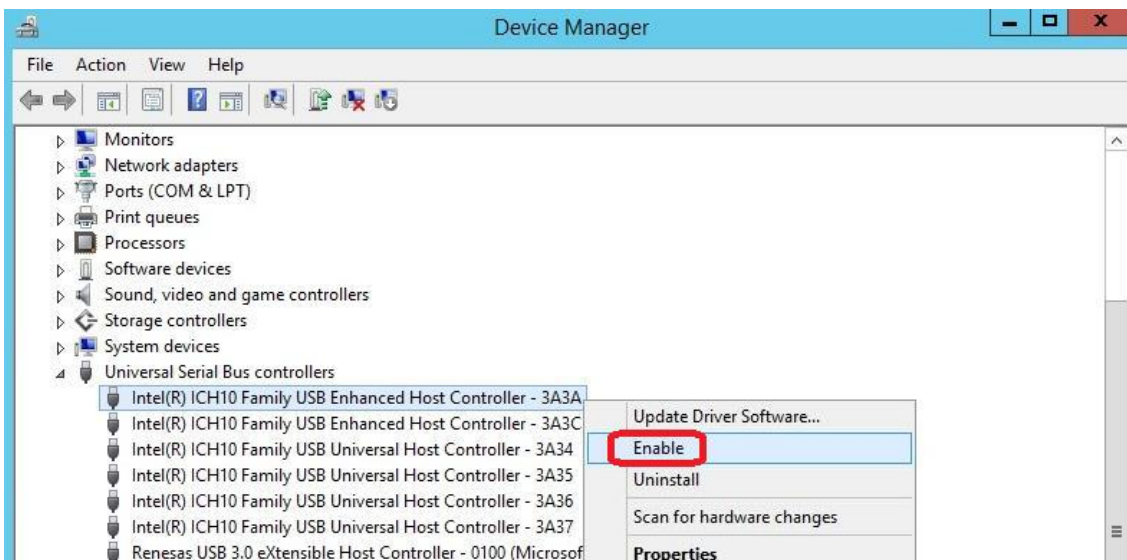 Device Manager
File Action View Help
Monitors
Network adapters
Ports (COM & LPT)
Print queues
Processors
Software devices
Sound, video and game controllers
Storage controllers
System devices
Universal Serial Bus controllers
Intel(R) ICH10 Family USB Enhanced Host Controller - 3A3A
Intel(R) ICH10 Family USB Enhanced Host Controller - 3A3C
Intel(R) ICH10 Family USB Universal Host Controller - 3A34
Intel(R) ICH10 Family USB Universal Host Controller - 3A35
Intel(R) ICH10 Family USB Universal Host Controller - 3A36
Intel(R) ICH10 Family USB Universal Host Controller - 3A37
Renesas USB 3.0 eXtensible Host Controller - 0100 (Microsof
Update Driver Software...
Enable
Uninstall
Scan for hardware changes
Properties